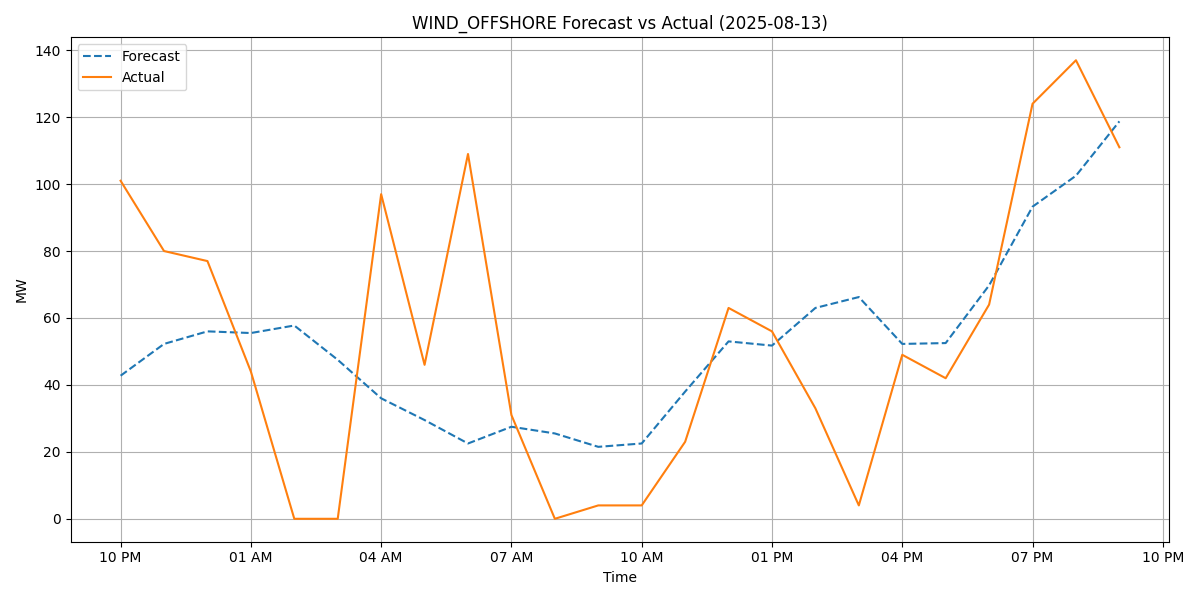 WIND_OFFSHORE Forecast vs Actual (2025-08-13)
Forecast
Actual
140
120
100
80
60
40
20
0
MW
10 PM 01 AM 04 AM 07 AM 10 AM 01 PM 04 PM 07 PM 10 PM
Time